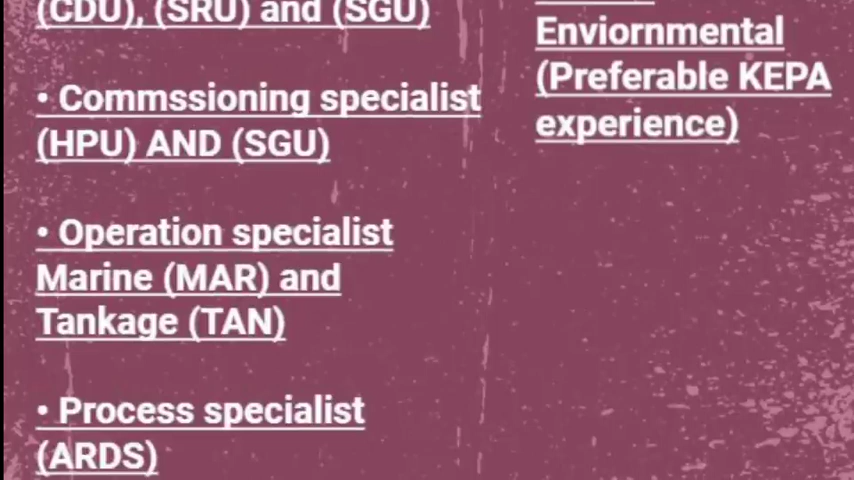 (CDU), (SRU) and (SGU)
• Commssioning specialist
(HPU) AND (SGU)
• Operation specialist
Marine (MAR) and
Tankage (TAN)
• Process specialist
(ARDS)
Enviornmental
(Preferable KEPA
experience)